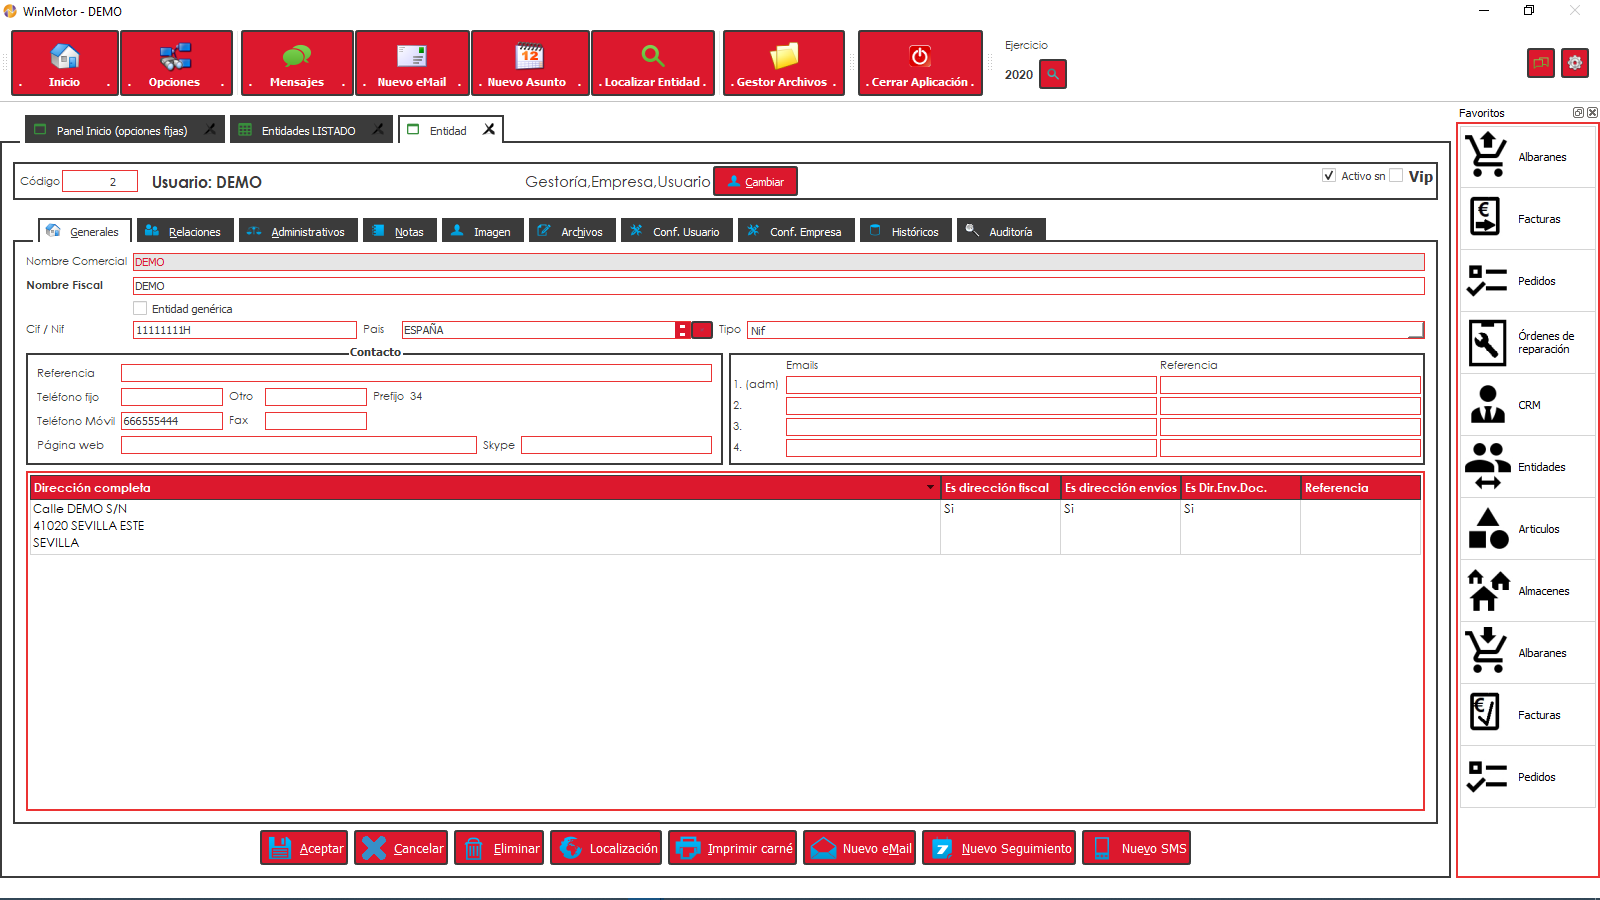 WinMotor - DEMO
. Inicio .
. Opciones .
. Mensajes .
. Nuevo eMail .
. Nuevo Asunto .
. Localizar Entidad .
. Gestor Archivos .
. Cerrar Aplicación .
Ejercicio
2020
Panel Inicio (opciones fijas)
Entidades LISTADO
Entidad
Código 2 Usuario: DEMO Gestoría,Empresa,Usuario Cambiar Activo sn Vip
Generales Relaciones Administrativos Notas Imagen Archivos Conf. Usuario Conf. Empresa Históricos Auditoría
Nombre Comercial DEMO
Nombre Fiscal DEMO
Entidad genérica
Cif / Nif 11111111H Pais ESPAÑA Tipo Nif
Contacto
Referencia
Teléfono fijo Otro Prefijo 34
Teléfono Móvil 666555444 Fax
Página web Skype
Emails Referencia
1. (adm)
2.
3.
4.
Dirección completa Es dirección fiscal Es dirección envíos Es Dir.Env.Doc. Referencia
Calle DEMO S/N Si Si Si
41020 SEVILLA ESTE
SEVILLA
Aceptar Cancelar Eliminar Localización Imprimir carné Nuevo eMail Nuevo Seguimiento Nuevo SMS
Favoritos
Albaranes
Facturas
Pedidos
Órdenes de
reparación
CRM
Entidades
Articulos
Almacenes
Albaranes
Facturas
Pedidos